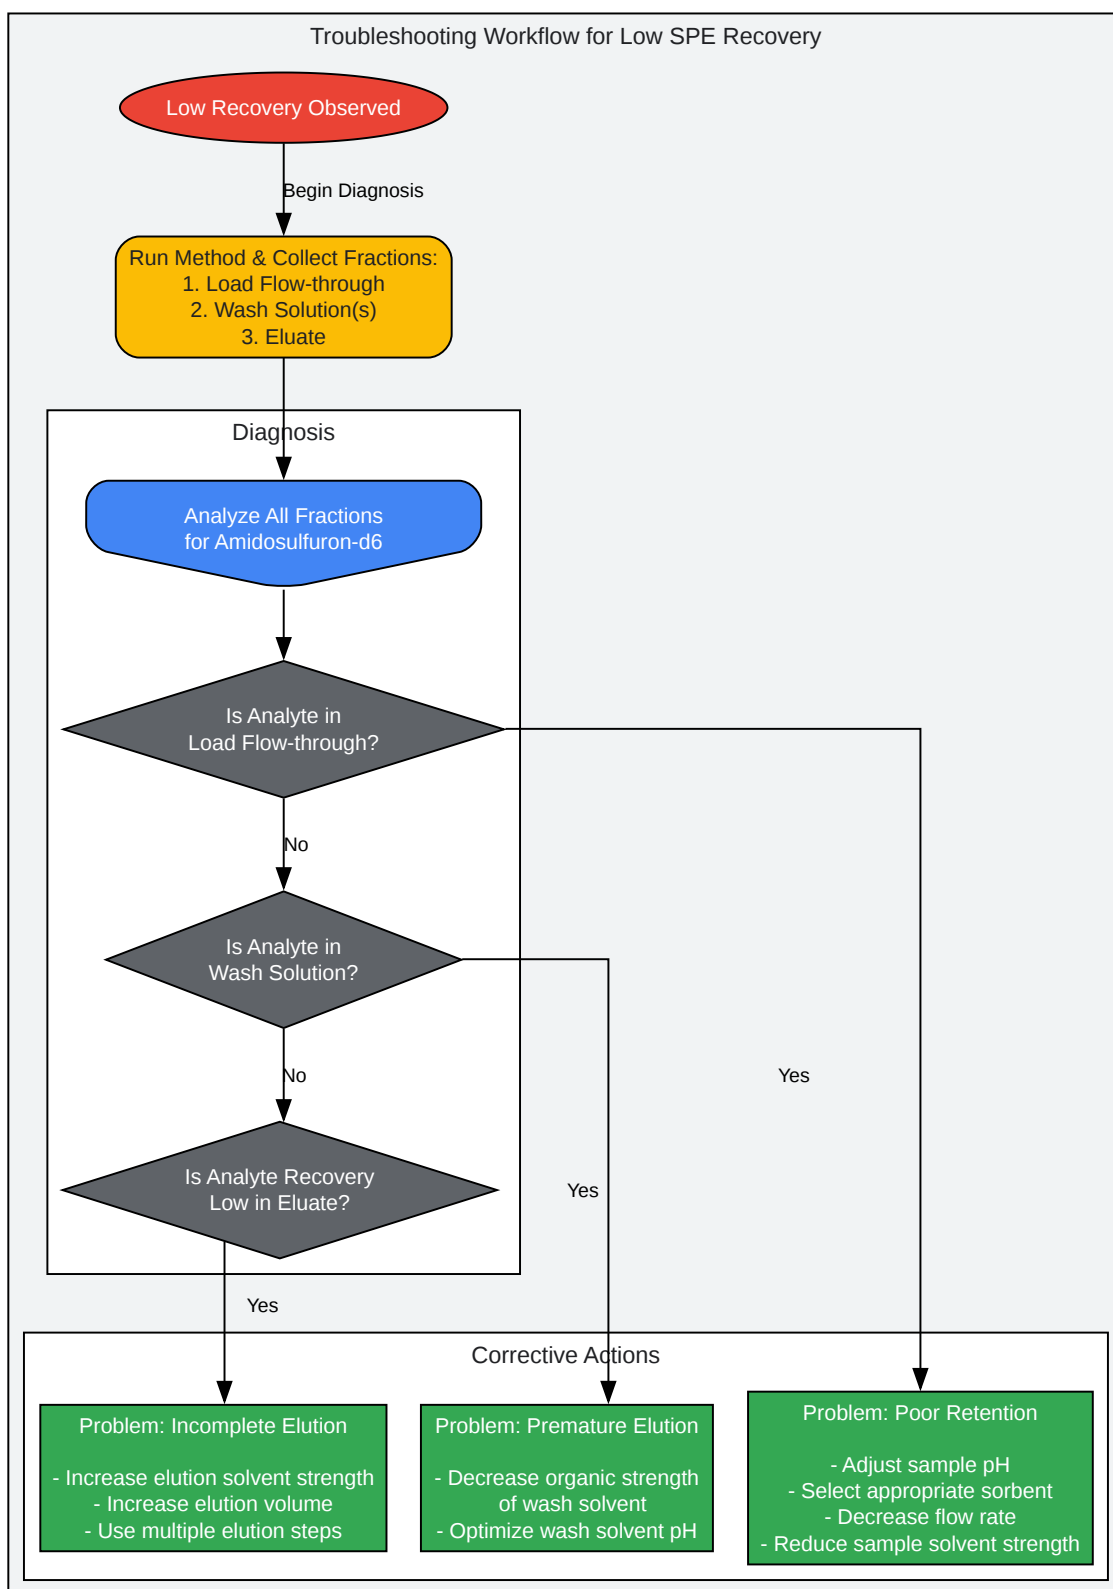 Troubleshooting Workflow for Low SPE Recovery
Low Recovery Observed
Begin Diagnosis
Run Method & Collect Fractions:
1. Load Flow-through
2. Wash Solution(s)
3. Eluate
Diagnosis
Analyze All Fractions
for Amidosulfuron-d6
Is Analyte in
Load Flow-through?
No
Is Analyte in
Wash Solution?
No
Yes
Is Analyte Recovery
Low in Eluate?
Yes
Yes
Corrective Actions
Problem: Incomplete Elution
- Increase elution solvent strength
- Increase elution volume
- Use multiple elution steps
Problem: Premature Elution
- Decrease organic strength
of wash solvent
- Optimize wash solvent pH
Problem: Poor Retention
- Adjust sample pH
- Select appropriate sorbent
- Decrease flow rate
- Reduce sample solvent strength